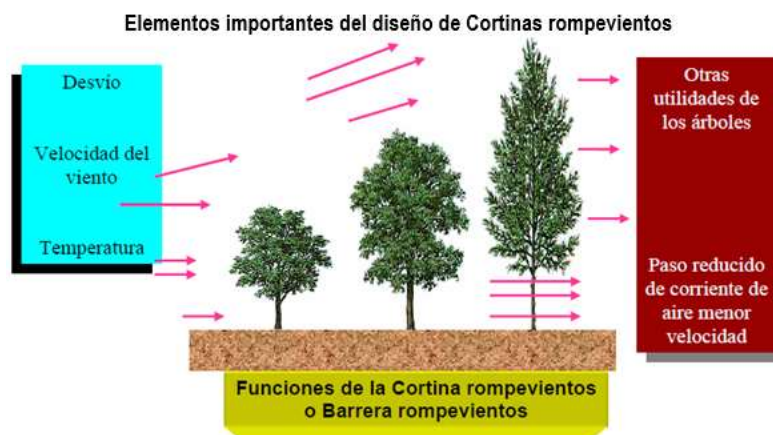 Elementos importantes del diseño de Cortinas rompevientos
Desvío
Velocidad del
viento
Temperatura
Otras
utilidades de
los árboles
Paso reducido
de corriente de
aire menor
velocidad
Funciones de la Cortina rompevientos
o Barrera rompevientos